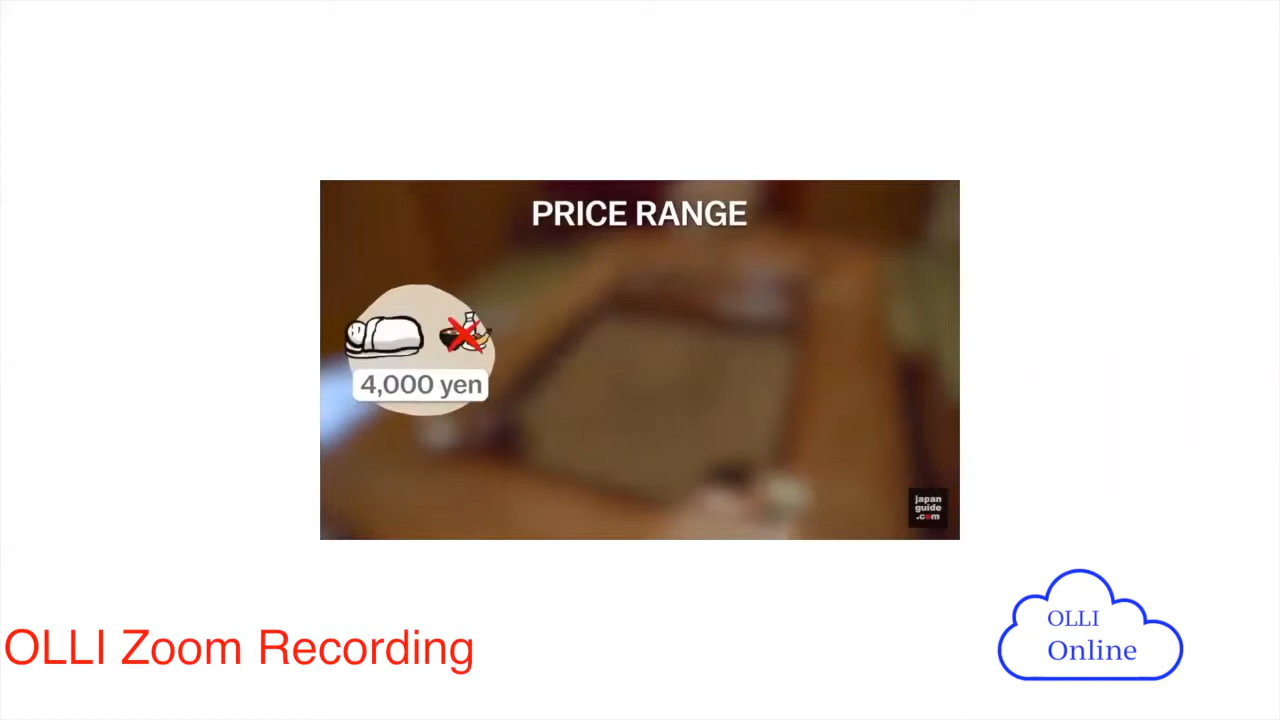 PRICE RANGE
4,000 yen
japan
guide
.com
OLLI
Online
OLLI Zoom Recording